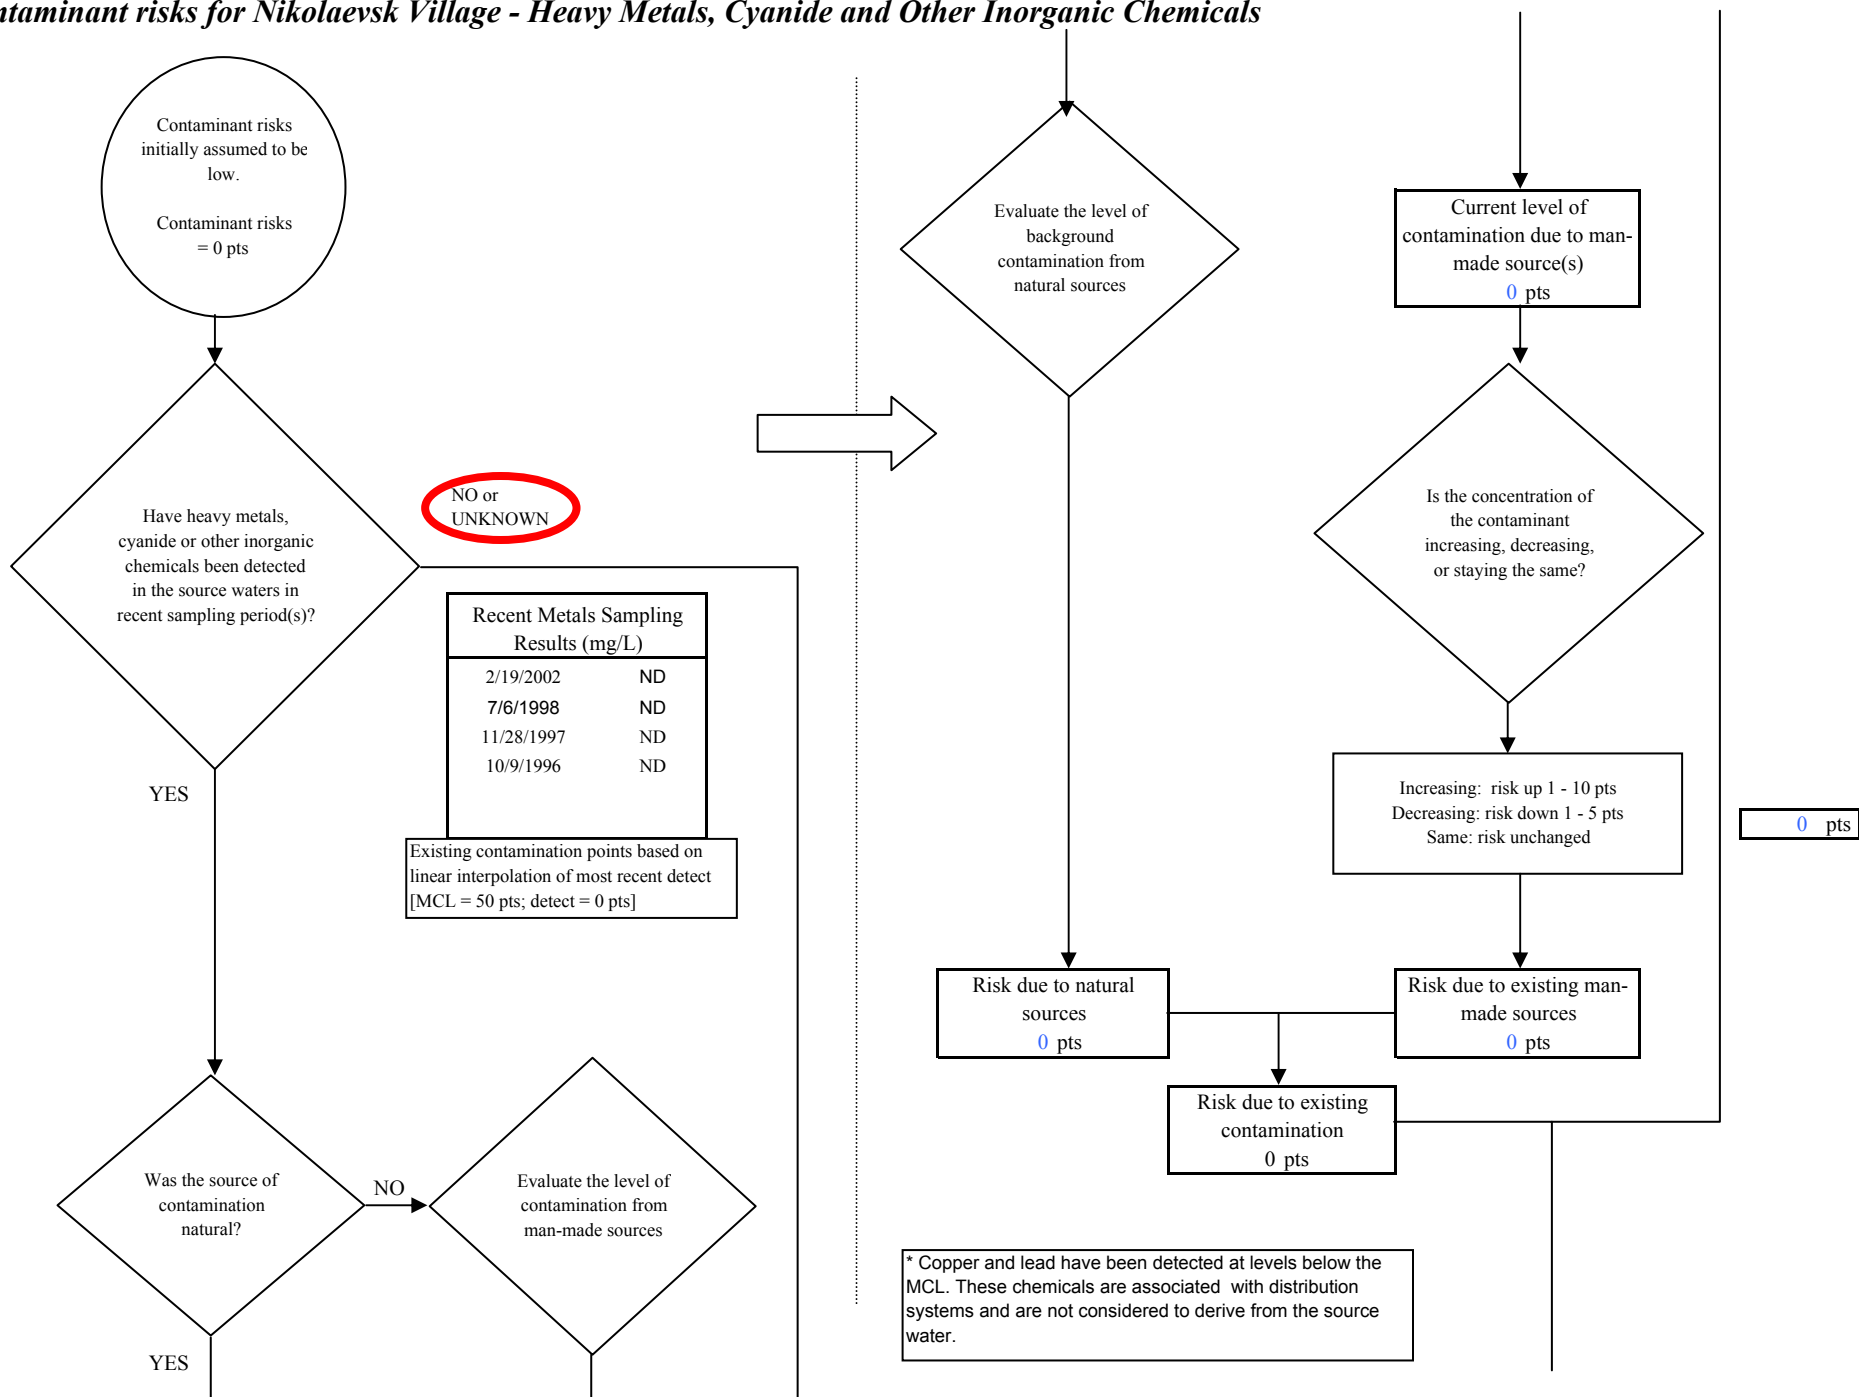 ntaminant risks for Nikolaevsk Village - Heavy Metals, Cyanide and Other Inorganic Chemicals
Contaminant risks
initially assumed to be
low.
Contaminant risks
= 0 pts
Have heavy metals,
cyanide or other inorganic
chemicals been detected
in the source waters in
recent sampling period(s)?
NO or
UNKNOWN
Recent Metals Sampling
Results (mg/L)
2/19/2002 ND
7/6/1998 ND
11/28/1997 ND
10/9/1996 ND
Existing contamination points based on
linear interpolation of most recent detect
[MCL = 50 pts; detect = 0 pts]
YES
Was the source of
contamination
natural?
NO
Evaluate the level of
contamination from
man-made sources
YES
Evaluate the level of
background
contamination from
natural sources
Current level of
contamination due to man-
made source(s)
0 pts
Is the concentration of
the contaminant
increasing, decreasing,
or staying the same?
Increasing: risk up 1 - 10 pts
Decreasing: risk down 1 - 5 pts
Same: risk unchanged
0 pts
Risk due to natural
sources
0 pts
Risk due to existing man-
made sources
0 pts
Risk due to existing
contamination
0 pts
* Copper and lead have been detected at levels below the
MCL. These chemicals are associated with distribution
systems and are not considered to derive from the source
water.